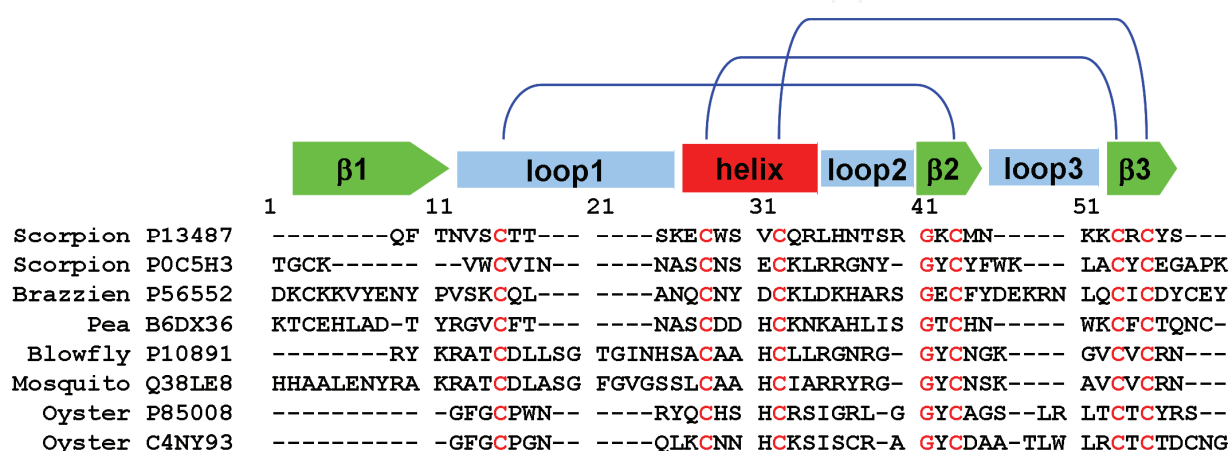 β1 loop1 helix loop2 β2 loop3 β3
1 11 21 31 41 51
Scorpion P13487 ---------QF TNVSCTT--- -----SKECWS VCQRLHNTSR GKCMN----- KKCRCYS---
Scorpion P0C5H3 TGCK------ --VWCVIN-- -----NASCNS ECKLRRGNY- GYCYFWK--- LACYCEGAPK
Brazzien P56552 DKCKKVYENY PVSKCQL--- -----ANQCNY DCKLDKHARS GECFYDEKRN LQCICDYCEY
Pea B6DX36 KTCEHLAD-T YRGVCFT--- -----NASCDD HCKNKAHLIS GTCHN----- WKCFCTQNC-
Blowfly P10891 ---------RY KRATCDLLSG TGINHSACAA HCLLRGNRG- GYCNGK---- GVCVCRN---
Mosquito Q38LE8 HHAALENYRA KRATCDLASG FGVGSSLCAA HCIARRYRG- GYCNSK---- AVCVCRN---
Oyster P85008 ---------- -GFGCPWN-- -----RYQCHS HCRSIGRL-G GYCAGS--LR LTCTCYRS--
Oyster C4NY93 ---------- -GFGCPGN-- -----QLKCNN HCKSISCR-A GYCDAA-TLW LRCTCTDCNG